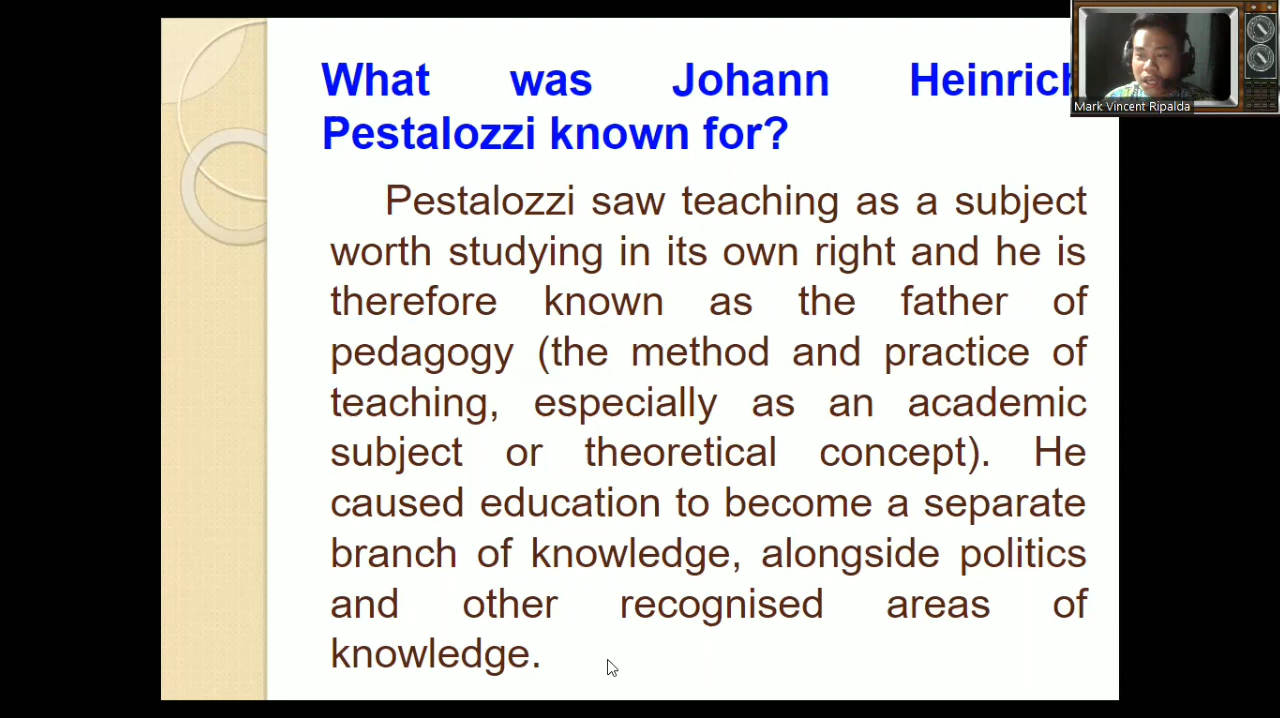 What was Johann Heinrich
Pestalozzi known for?
Pestalozzi saw teaching as a subject
worth studying in its own right and he is
therefore known as the father of
pedagogy (the method and practice of
teaching, especially as an academic
subject or theoretical concept). He
caused education to become a separate
branch of knowledge, alongside politics
and other recognised areas of
knowledge.
Mark Vincent Ripalda